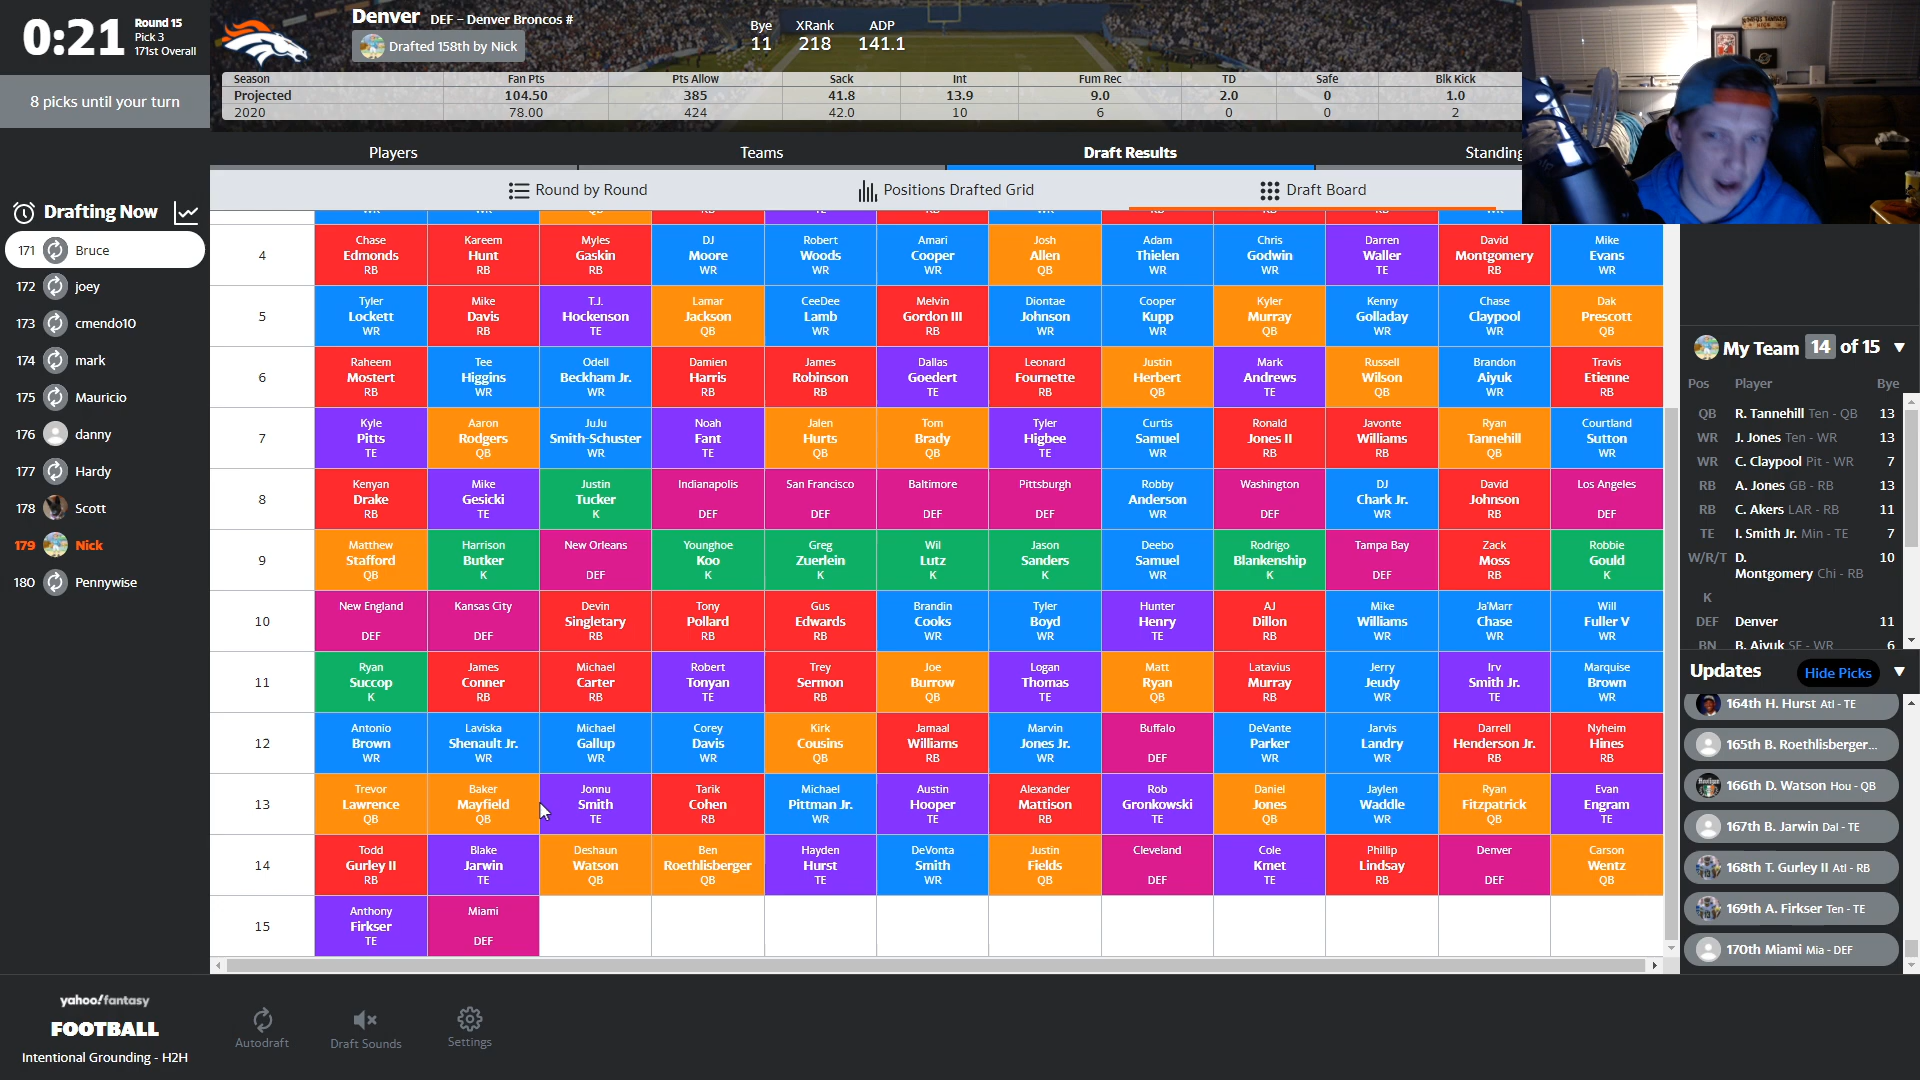 0:21
Round 15
Pick 3
171st Overall
8 picks until your turn
Denver DEF - Denver Broncos #
Drafted 158th by Nick
Bye XRank ADP
11 218 141.1
Season Fan Pts Pts Allow Sack Int Fum Rec TD Safe Blk Kick
Projected 104.50 385 41.8 13.9 9.0 2.0 0 1.0
2020 78.00 424 42.0 10 6 0 0 2
Players Teams Draft Results Standing
Round by Round Positions Drafted Grid Draft Board
Drafting Now
171 Bruce
172 joey
173 cmendo10
174 mark
175 Mauricio
176 danny
177 Hardy
178 Scott
179 Nick
180 Pennywise
WR WR QB RB TE RB WR RB RB RB WR
Chase Kareem Myles DJ Robert Amari Josh Adam Chris Darren David Mike
4 Edmonds Hunt Gaskin Moore Woods Cooper Allen Thielen Godwin Waller Montgomery Evans
RB RB RB WR WR WR QB WR WR TE RB WR
Tyler Mike T.J. Lamar CeeDee Melvin Diontae Cooper Kyler Kenny Chase Dak
5 Lockett Davis Hockenson Jackson Lamb Gordon III Johnson Kupp Murray Golladay Claypool Prescott
WR RB TE QB WR RB WR WR QB WR WR QB
Raheem Tee Odell Damien James Dallas Leonard Justin Mark Russell Brandon Travis
6 Mostert Higgins Beckham Jr. Harris Robinson Goedert Fournette Herbert Andrews Wilson Aiyuk Etienne
RB WR WR RB RB TE RB QB TE QB WR RB
Kyle Aaron JuJu Noah Jalen Tom Tyler Curtis Ronald Javonte Ryan Courtland
7 Pitts Rodgers Smith-Schuster Fant Hurts Brady Higbee Samuel Jones II Williams Tannehill Sutton
TE QB WR TE QB QB TE WR RB RB QB WR
Kenyan Mike Justin Indianapolis San Francisco Baltimore Pittsburgh Robby Washington DJ David Los Angeles
8 Drake Gesicki Tucker Anderson Chark Jr. Johnson
RB TE K DEF DEF DEF DEF WR DEF WR RB DEF
Matthew Harrison New Orleans Younghoe Greg Wil Jason Deebo Rodrigo Tampa Bay Zack Robbie
9 Stafford Butker Koo Zuerlein Lutz Sanders Samuel Blankenship Moss Gould
QB K DEF K K K K WR K DEF RB K
New England Kansas City Devin Tony Gus Brandin Tyler Hunter AJ Mike Ja'Marr Will
10 Singletary Pollard Edwards Cooks Boyd Henry Dillon Williams Chase Fuller V
DEF DEF RB RB RB WR WR TE RB WR WR WR
Ryan James Michael Robert Trey Joe Logan Matt Latavius Jerry Irv Marquise
11 Succop Conner Carter Tonyan Sermon Burrow Thomas Ryan Murray Jeudy Smith Jr. Brown
K RB RB TE RB QB TE QB RB WR TE WR
Antonio Laviska Michael Corey Kirk Jamaal Marvin Buffalo DeVante Jarvis Darrell Nyheim
12 Brown Shenault Jr. Gallup Davis Cousins Williams Jones Jr. Parker Landry Henderson Jr. Hines
WR WR WR WR QB RB WR DEF WR WR RB RB
Trevor Baker Jonnu Tarik Michael Austin Alexander Rob Daniel Jaylen Ryan Evan
13 Lawrence Mayfield Smith Cohen Pittman Jr. Hooper Mattison Gronkowski Jones Waddle Fitzpatrick Engram
QB QB TE RB WR TE RB TE QB WR QB TE
Todd Blake Deshaun Ben Hayden DeVonta Justin Cleveland Cole Phillip Denver Carson
14 Gurley II Jarwin Watson Roethlisberger Hurst Smith Fields Kmet Lindsay Wentz
RB TE QB QB TE WR QB DEF TE RB DEF QB
Anthony Miami
15 Firkser
TE DEF
My Team 14 of 15
Pos Player Bye
QB R. Tannehill Ten - QB 13
WR J. Jones Ten - WR 13
WR C. Claypool Pit - WR 7
RB A. Jones GB - RB 13
RB C. Akers LAR - RB 11
TE I. Smith Jr. Min - TE 7
W/R/T D. 10
Montgomery Chi - RB
K
DEF Denver 11
BN B. Aiyuk SF - WR 6
Updates Hide Picks
164th H. Hurst Atl - TE
165th B. Roethlisberger...
166th D. Watson Hou - QB
167th B. Jarwin Dal - TE
168th T. Gurley II Atl - RB
169th A. Firkser Ten - TE
170th Miami Mia - DEF
yahoo!fantasy
FOOTBALL
Intentional Grounding - H2H
Autodraft Draft Sounds Settings